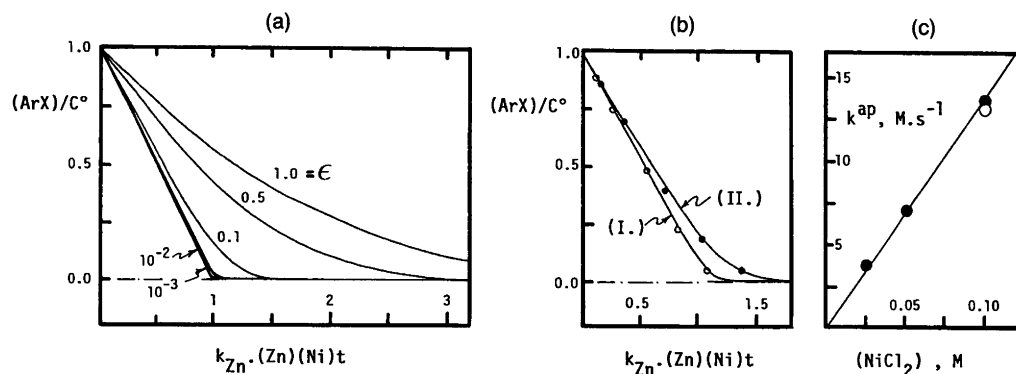 (a)
1.0
(ArX)/C°
0.5
0.0
1.0 = ϵ
0.5
0.1
10⁻²
10⁻³
1
2
3
k_Zn.(Zn)(Ni)t
(b)
1.0
0.5
0.0
(I.)
(II.)
0.5
1.5
k_Zn.(Zn)(Ni)t
(c)
15
k^ap, M.s⁻¹
10
5
0.05
0.10
(NiCl₂) , M